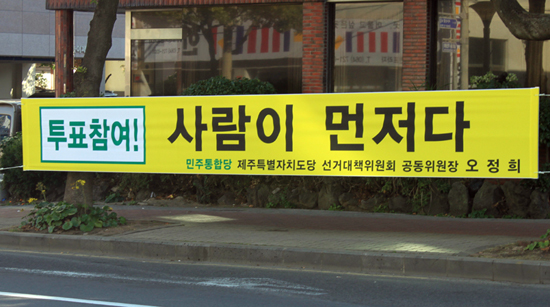 투표참여!
사람이 먼저다
민주통합당 제주특별자치도당 선거대책위원회 공동위원장 오정희